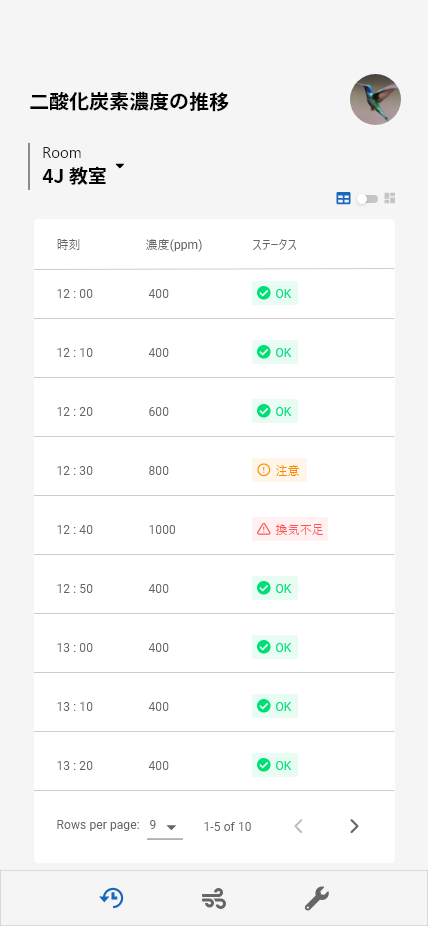 二酸化炭素濃度の推移
Room
4J 教室
時刻 濃度(ppm) ステータス
12 : 00 400 OK
12 : 10 400 OK
12 : 20 600 OK
12 : 30 800 注意
12 : 40 1000 換気不足
12 : 50 400 OK
13 : 00 400 OK
13 : 10 400 OK
13 : 20 400 OK
Rows per page: 9 1-5 of 10